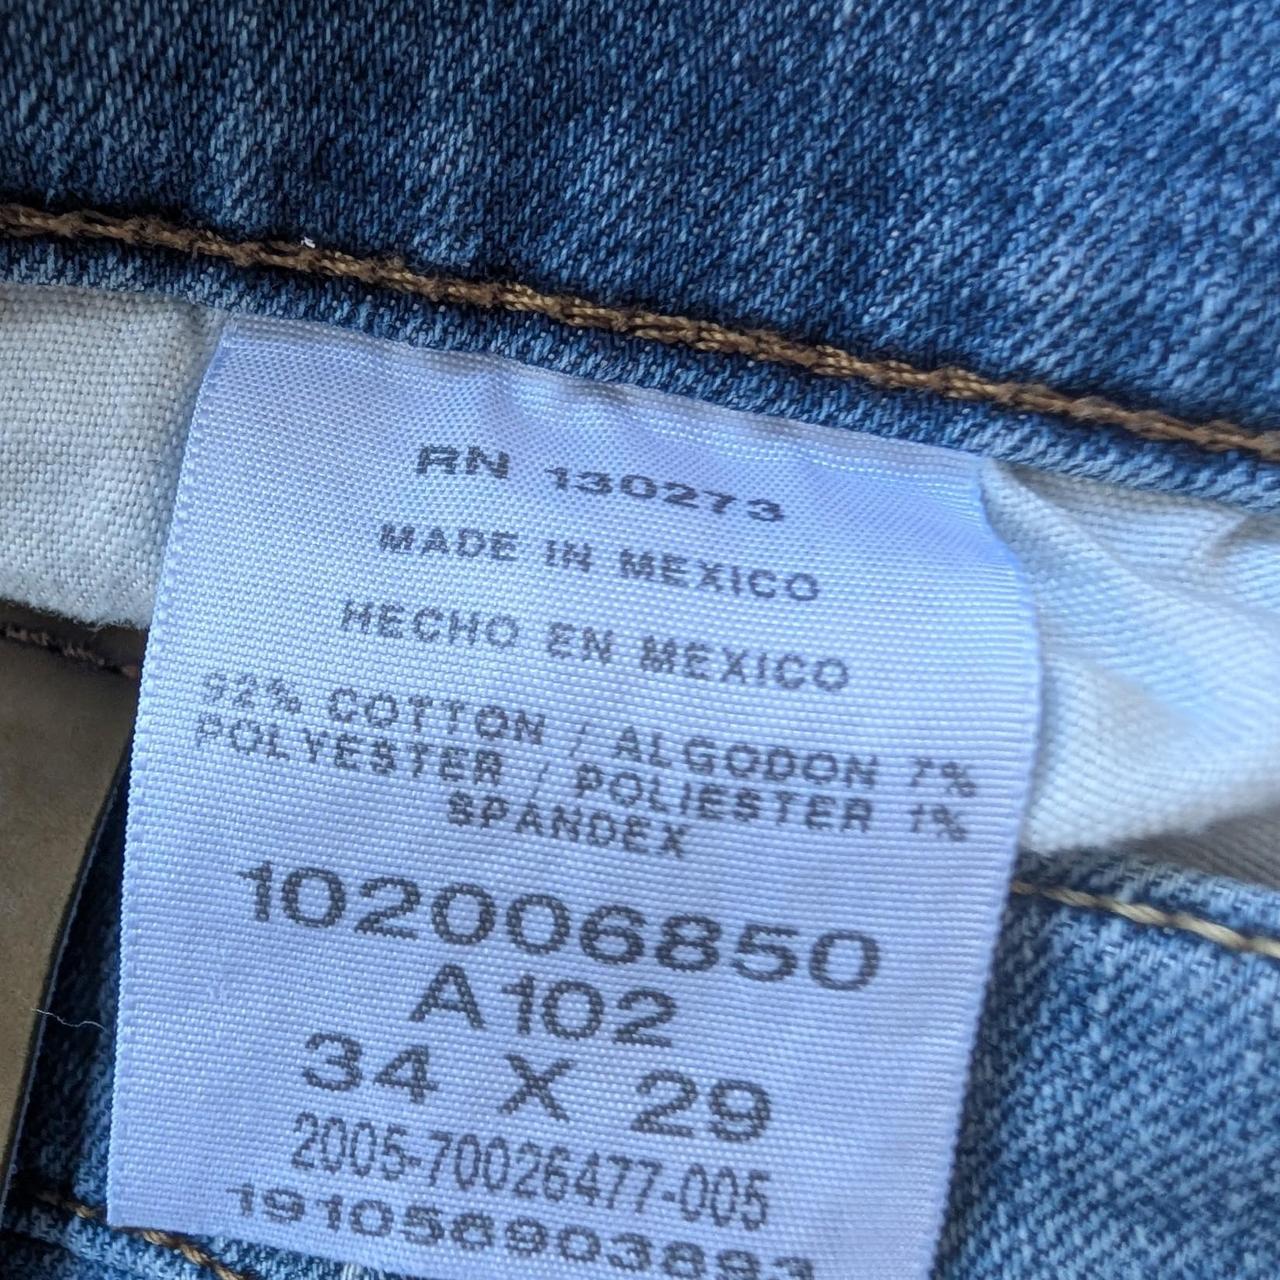 RN 130273
MADE IN MEXICO
HECHO EN MEXICO
92% COTTON / ALGODON 7%
POLYESTER / POLIESTER 1%
SPANDEX
102006850
A102
34 X 29
2005-70026477-005